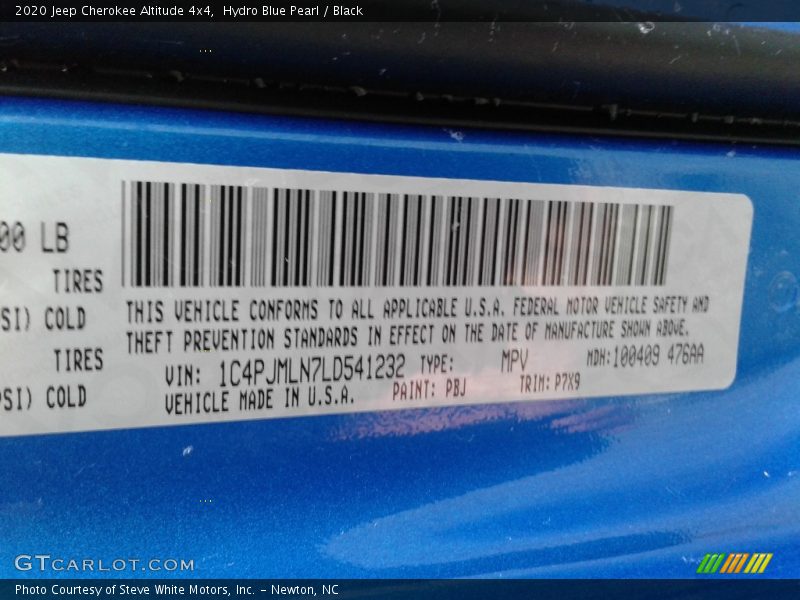 2020 Jeep Cherokee Altitude 4x4, Hydro Blue Pearl / Black
00 LB
TIRES
SI) COLD
TIRES
PSI) COLD
THIS VEHICLE CONFORMS TO ALL APPLICABLE U.S.A. FEDERAL MOTOR VEHICLE SAFETY AND
THEFT PREVENTION STANDARDS IN EFFECT ON THE DATE OF MANUFACTURE SHOWN ABOVE.
VIN: 1C4PJMLN7LD541232 TYPE: MPV MDH:100409 476AA
VEHICLE MADE IN U.S.A. PAINT: PBJ TRIM: P7X9
GTCARLOT.COM
Photo Courtesy of Steve White Motors, Inc. - Newton, NC